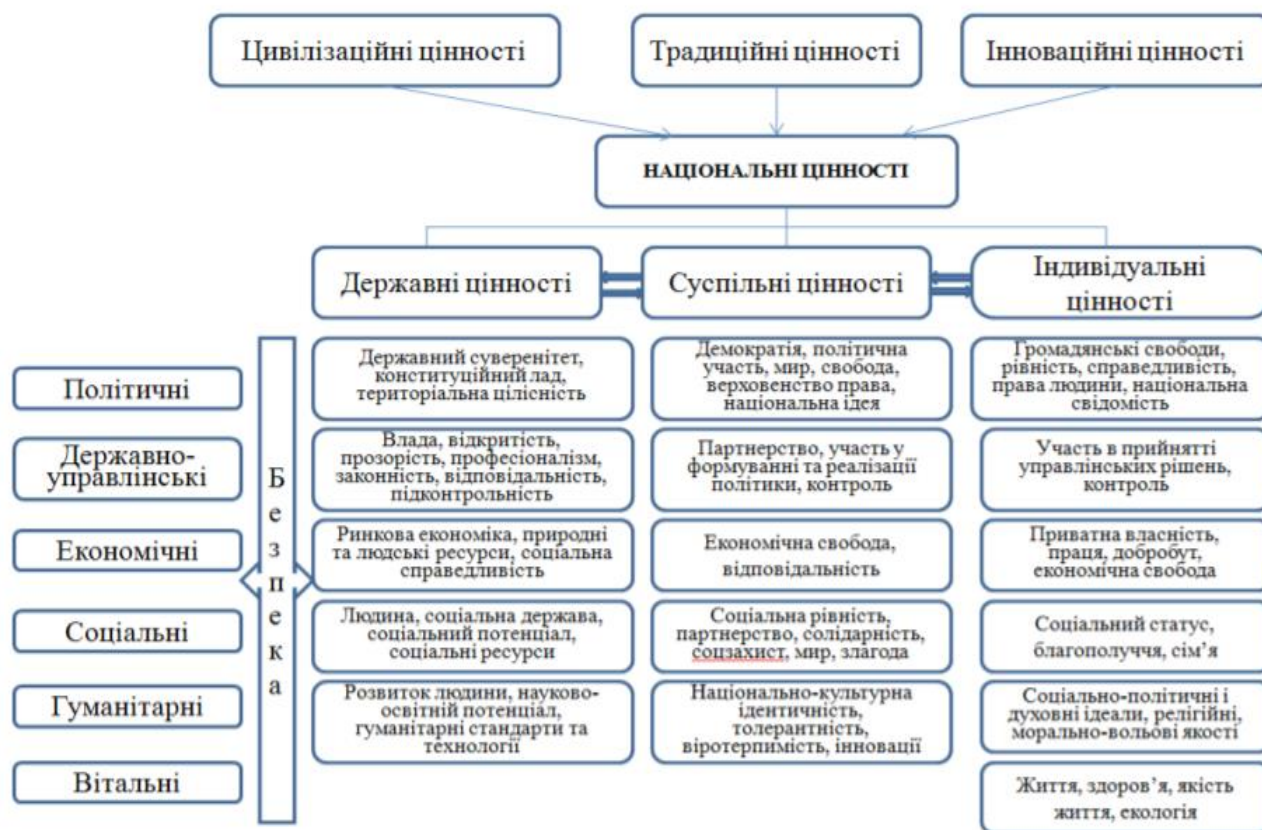 Цивілізаційні цінності
Традиційні цінності
Інноваційні цінності
НАЦІОНАЛЬНІ ЦІННОСТІ
Державні цінності
Суспільні цінності
Індивідуальні
цінності
Політичні
Державно-
управлінські
Економічні
Соціальні
Гуманітарні
Вітальні
Безпека
Державний суверенітет,
конституційний лад,
територіальна цілісність
Демократія, політична
участь, мир, свобода,
верховенство права,
національна ідея
Громадянські свободи,
рівність, справедливість,
права людини, національна
свідомість
Влада, відкритість,
прозорість, професіоналізм,
законність, відповідальність,
підконтрольність
Партнерство, участь у
формуванні та реалізації
політики, контроль
Участь в прийнятті
управлінських рішень,
контроль
Ринкова економіка, природні
та людські ресурси, соціальна
справедливість
Економічна свобода,
відповідальність
Приватна власність,
праця, добробут,
економічна свобода
Людина, соціальна держава,
соціальний потенціал,
соціальні ресурси
Соціальна рівність,
партнерство, солідарність,
соцзахист, мир, злагода
Соціальний статус,
благополуччя, сім’я
Розвиток людини, науково-
освітній потенціал,
гуманітарні стандарти та
технології
Національно-культурна
ідентичність,
толерантність,
віротерпимість, інновації
Соціально-політичні і
духовні ідеали, релігійні,
морально-вольові якості
Життя, здоров’я, якість
життя, екологія